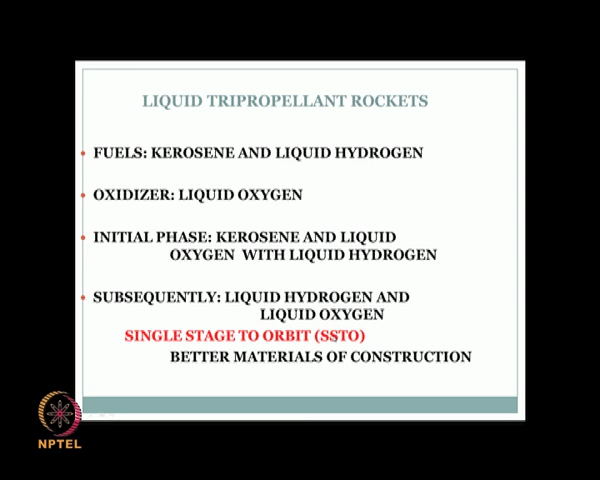 LIQUID TRIPROPELLANT ROCKETS
FUELS: KEROSENE AND LIQUID HYDROGEN
OXIDIZER: LIQUID OXYGEN
INITIAL PHASE: KEROSENE AND LIQUID
OXYGEN WITH LIQUID HYDROGEN
SUBSEQUENTLY: LIQUID HYDROGEN AND
LIQUID OXYGEN
SINGLE STAGE TO ORBIT (SSTO)
BETTER MATERIALS OF CONSTRUCTION
NPTEL